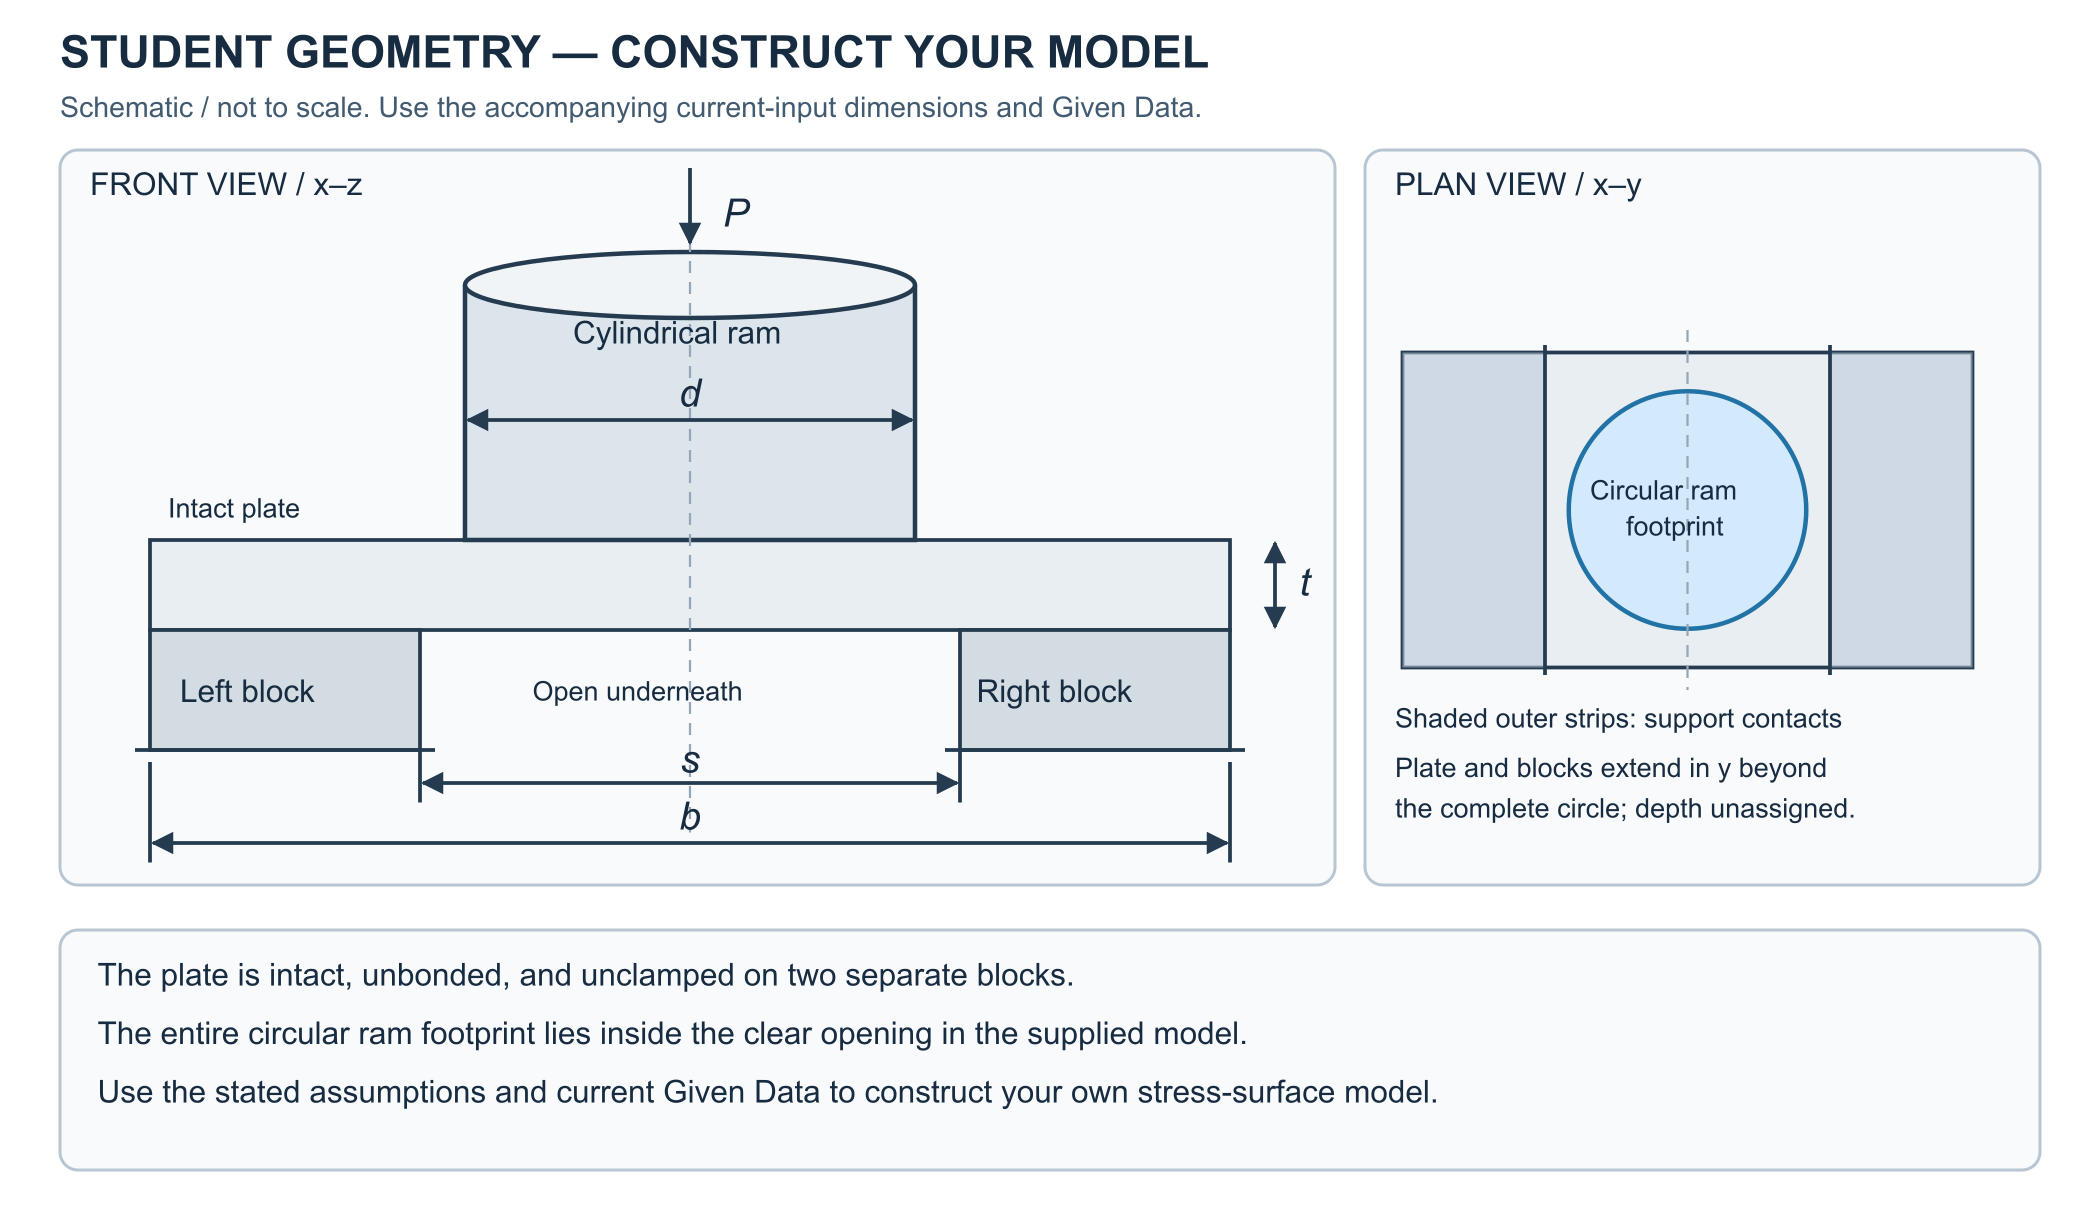 STUDENT GEOMETRY — CONSTRUCT YOUR MODEL
Schematic / not to scale. Use the accompanying current-input dimensions and Given Data.
FRONT VIEW / x–z
P
Cylindrical ram
d
Intact plate
t
Left block
Open underneath
Right block
s
b
PLAN VIEW / x–y
Circular ram
footprint
Shaded outer strips: support contacts
Plate and blocks extend in y beyond
the complete circle; depth unassigned.
The plate is intact, unbonded, and unclamped on two separate blocks.
The entire circular ram footprint lies inside the clear opening in the supplied model.
Use the stated assumptions and current Given Data to construct your own stress-surface model.